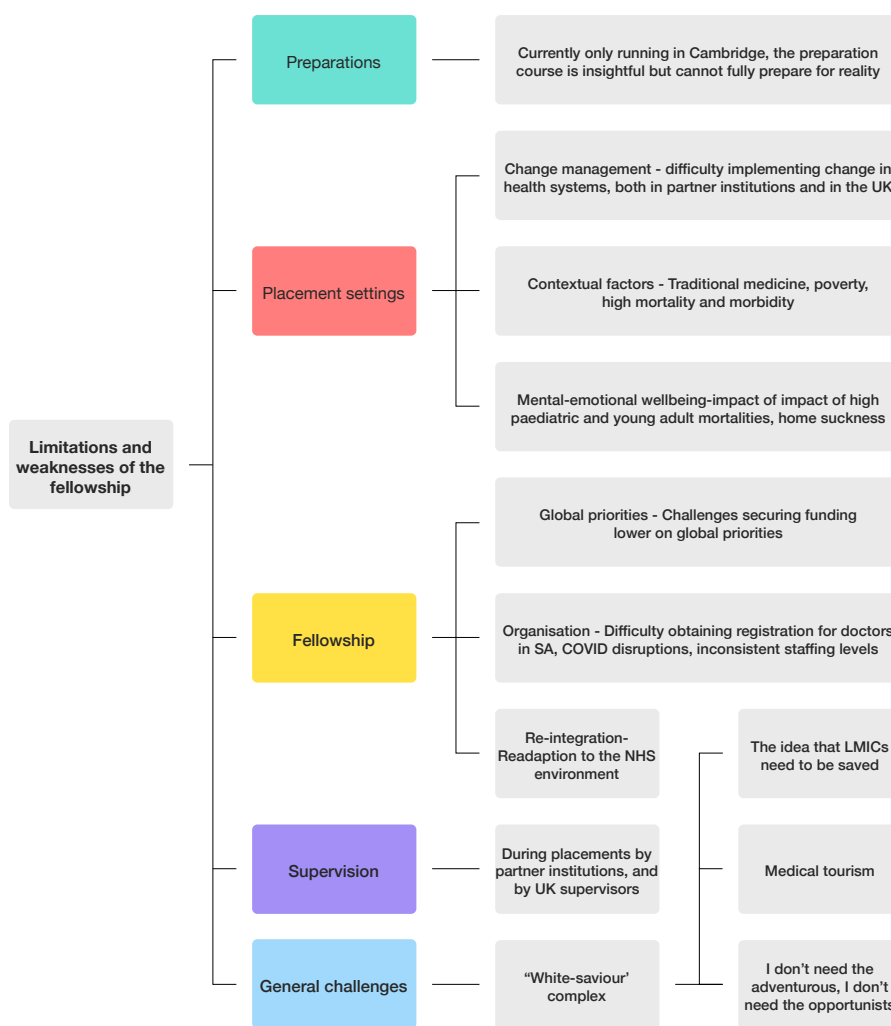 Limitations and
weaknesses of the
fellowship
Preparations
Currently only running in Cambridge, the preparation
course is insightful but cannot fully prepare for reality
Placement settings
Change management - difficulty implementing change in
health systems, both in partner institutions and in the UK
Contextual factors - Traditional medicine, poverty,
high mortality and morbidity
Mental-emotional wellbeing-impact of impact of high
paediatric and young adult mortalities, home suckness
Fellowship
Global priorities - Challenges securing funding
lower on global priorities
Organisation - Difficulty obtaining registration for doctors
in SA, COVID disruptions, inconsistent staffing levels
Re-integration-
Readaption to the NHS
environment
Supervision
During placements by
partner institutions, and
by UK supervisors
General challenges
“White-saviour’
complex
The idea that LMICs
need to be saved
Medical tourism
I don’t need the
adventurous, I don’t
need the opportunists